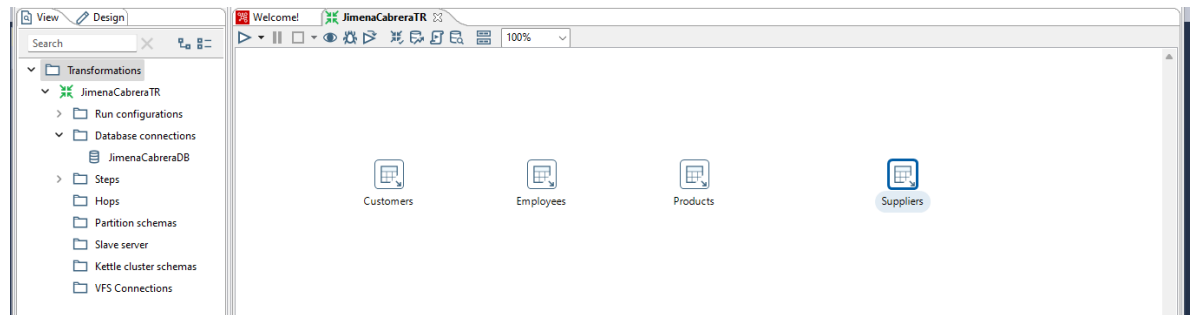 View
Design
Welcome!
JimenaCabreraTR
Search
100%
Transformations
JimenaCabreraTR
Run configurations
Database connections
JimenaCabreraDB
Steps
Hops
Partition schemas
Slave server
Kettle cluster schemas
VFS Connections
Customers
Employees
Products
Suppliers